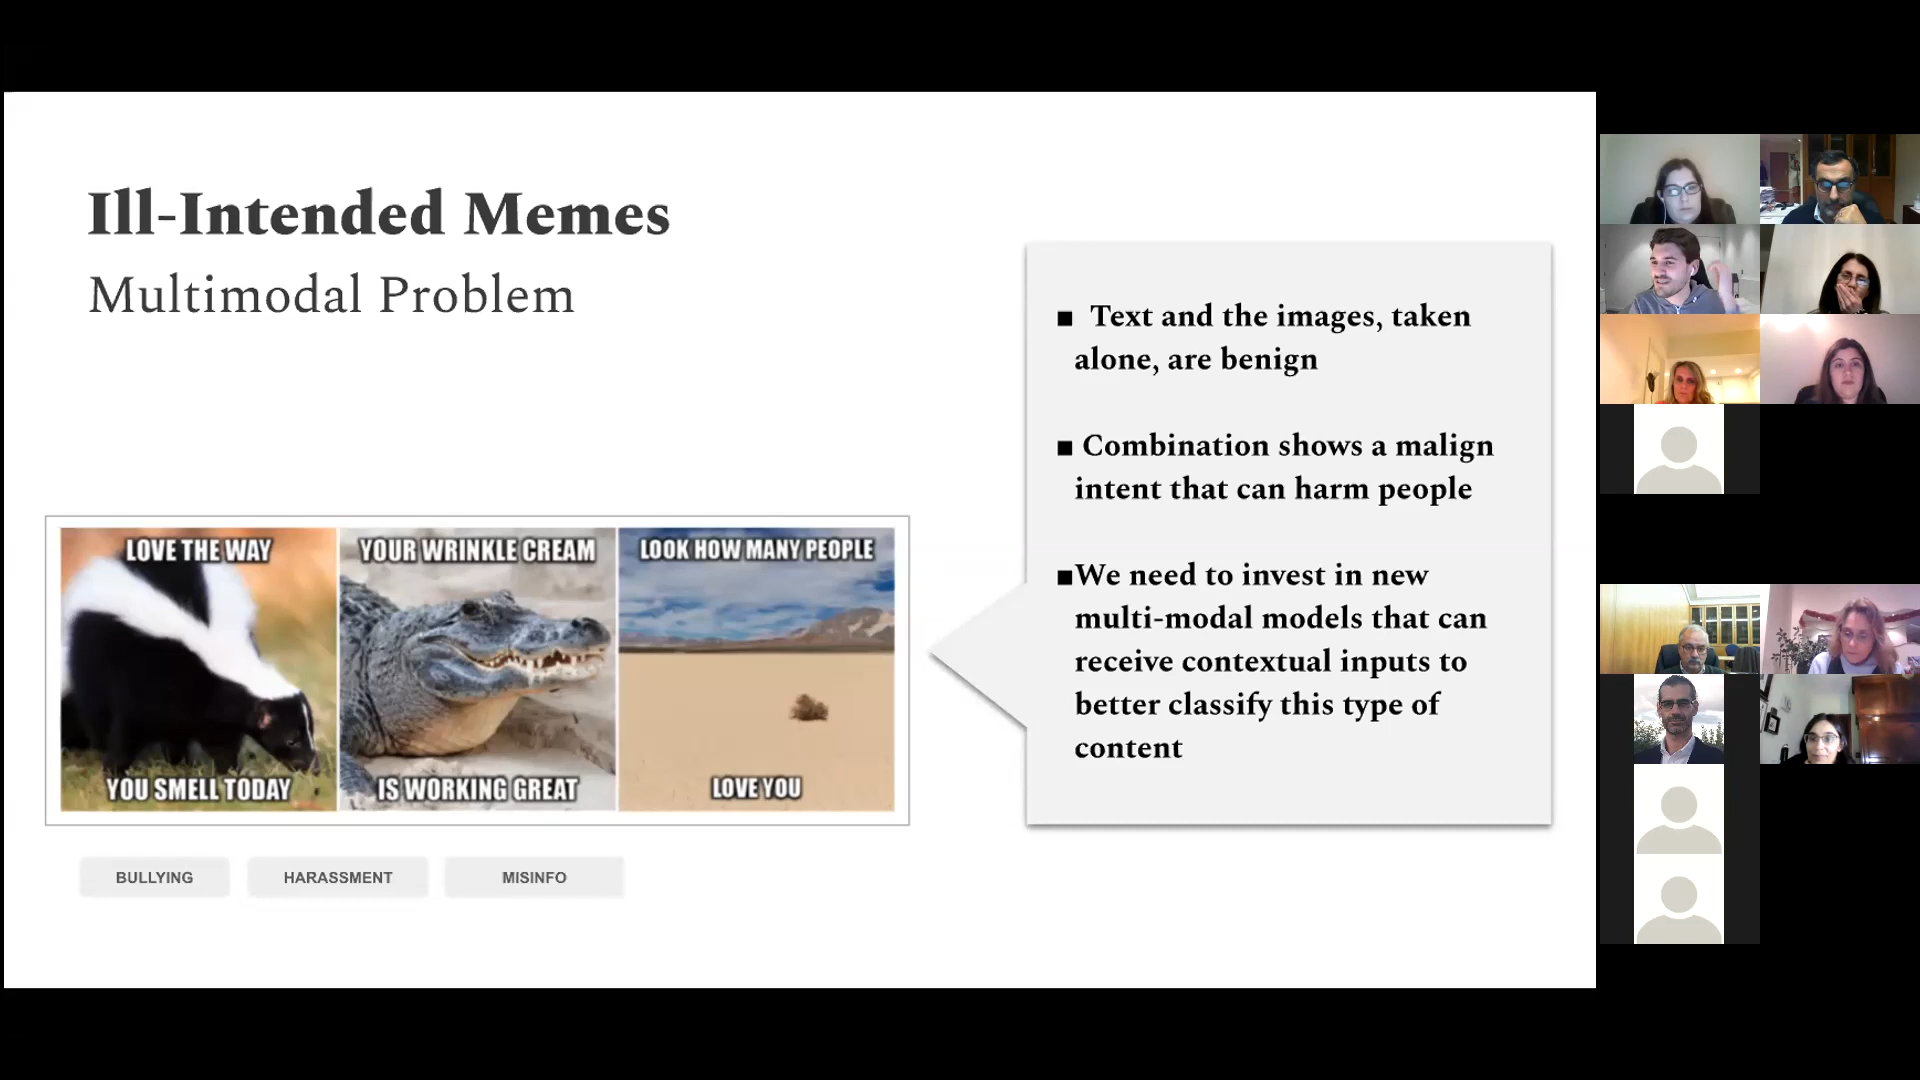 Ill-Intended Memes
Multimodal Problem
LOVE THE WAY
YOU SMELL TODAY
YOUR WRINKLE CREAM
IS WORKING GREAT
LOOK HOW MANY PEOPLE
LOVE YOU
BULLYING
HARASSMENT
MISINFO
■ Text and the images, taken
alone, are benign
■ Combination shows a malign
intent that can harm people
■We need to invest in new
multi-modal models that can
receive contextual inputs to
better classify this type of
content